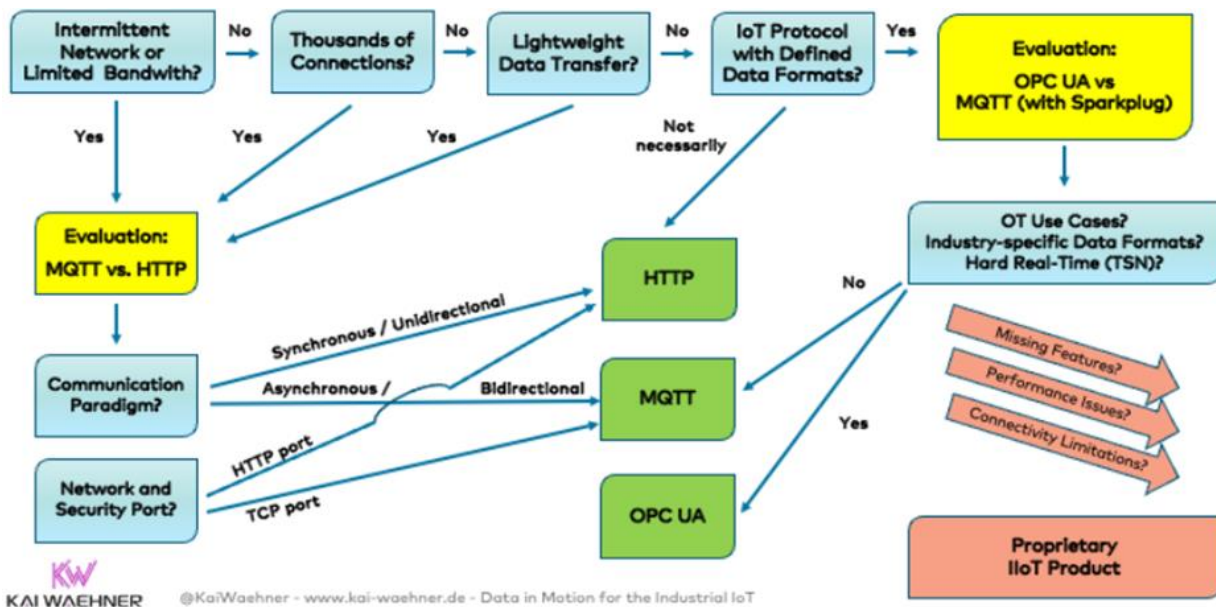 Intermittent
Network or
Limited Bandwith?
No
Thousands of
Connections?
No
Lightweight
Data Transfer?
No
IoT Protocol
with Defined
Data Formats?
Yes
Evaluation:
OPC UA vs
MQTT (with Sparkplug)
Yes
Yes
Yes
Not
necessarily
Evaluation:
MQTT vs. HTTP
OT Use Cases?
Industry-specific Data Formats?
Hard Real-Time (TSN)?
HTTP
No
Synchronous / Unidirectional
Communication
Paradigm?
Asynchronous /
Bidirectional
MQTT
Yes
Missing Features?
Performance Issues?
Connectivity Limitations?
HTTP port
Network and
Security Port?
TCP port
OPC UA
Proprietary
IIoT Product
KW
KAI WAEHNER
@KaiWaehner - www.kai-waehner.de - Data in Motion for the Industrial IoT